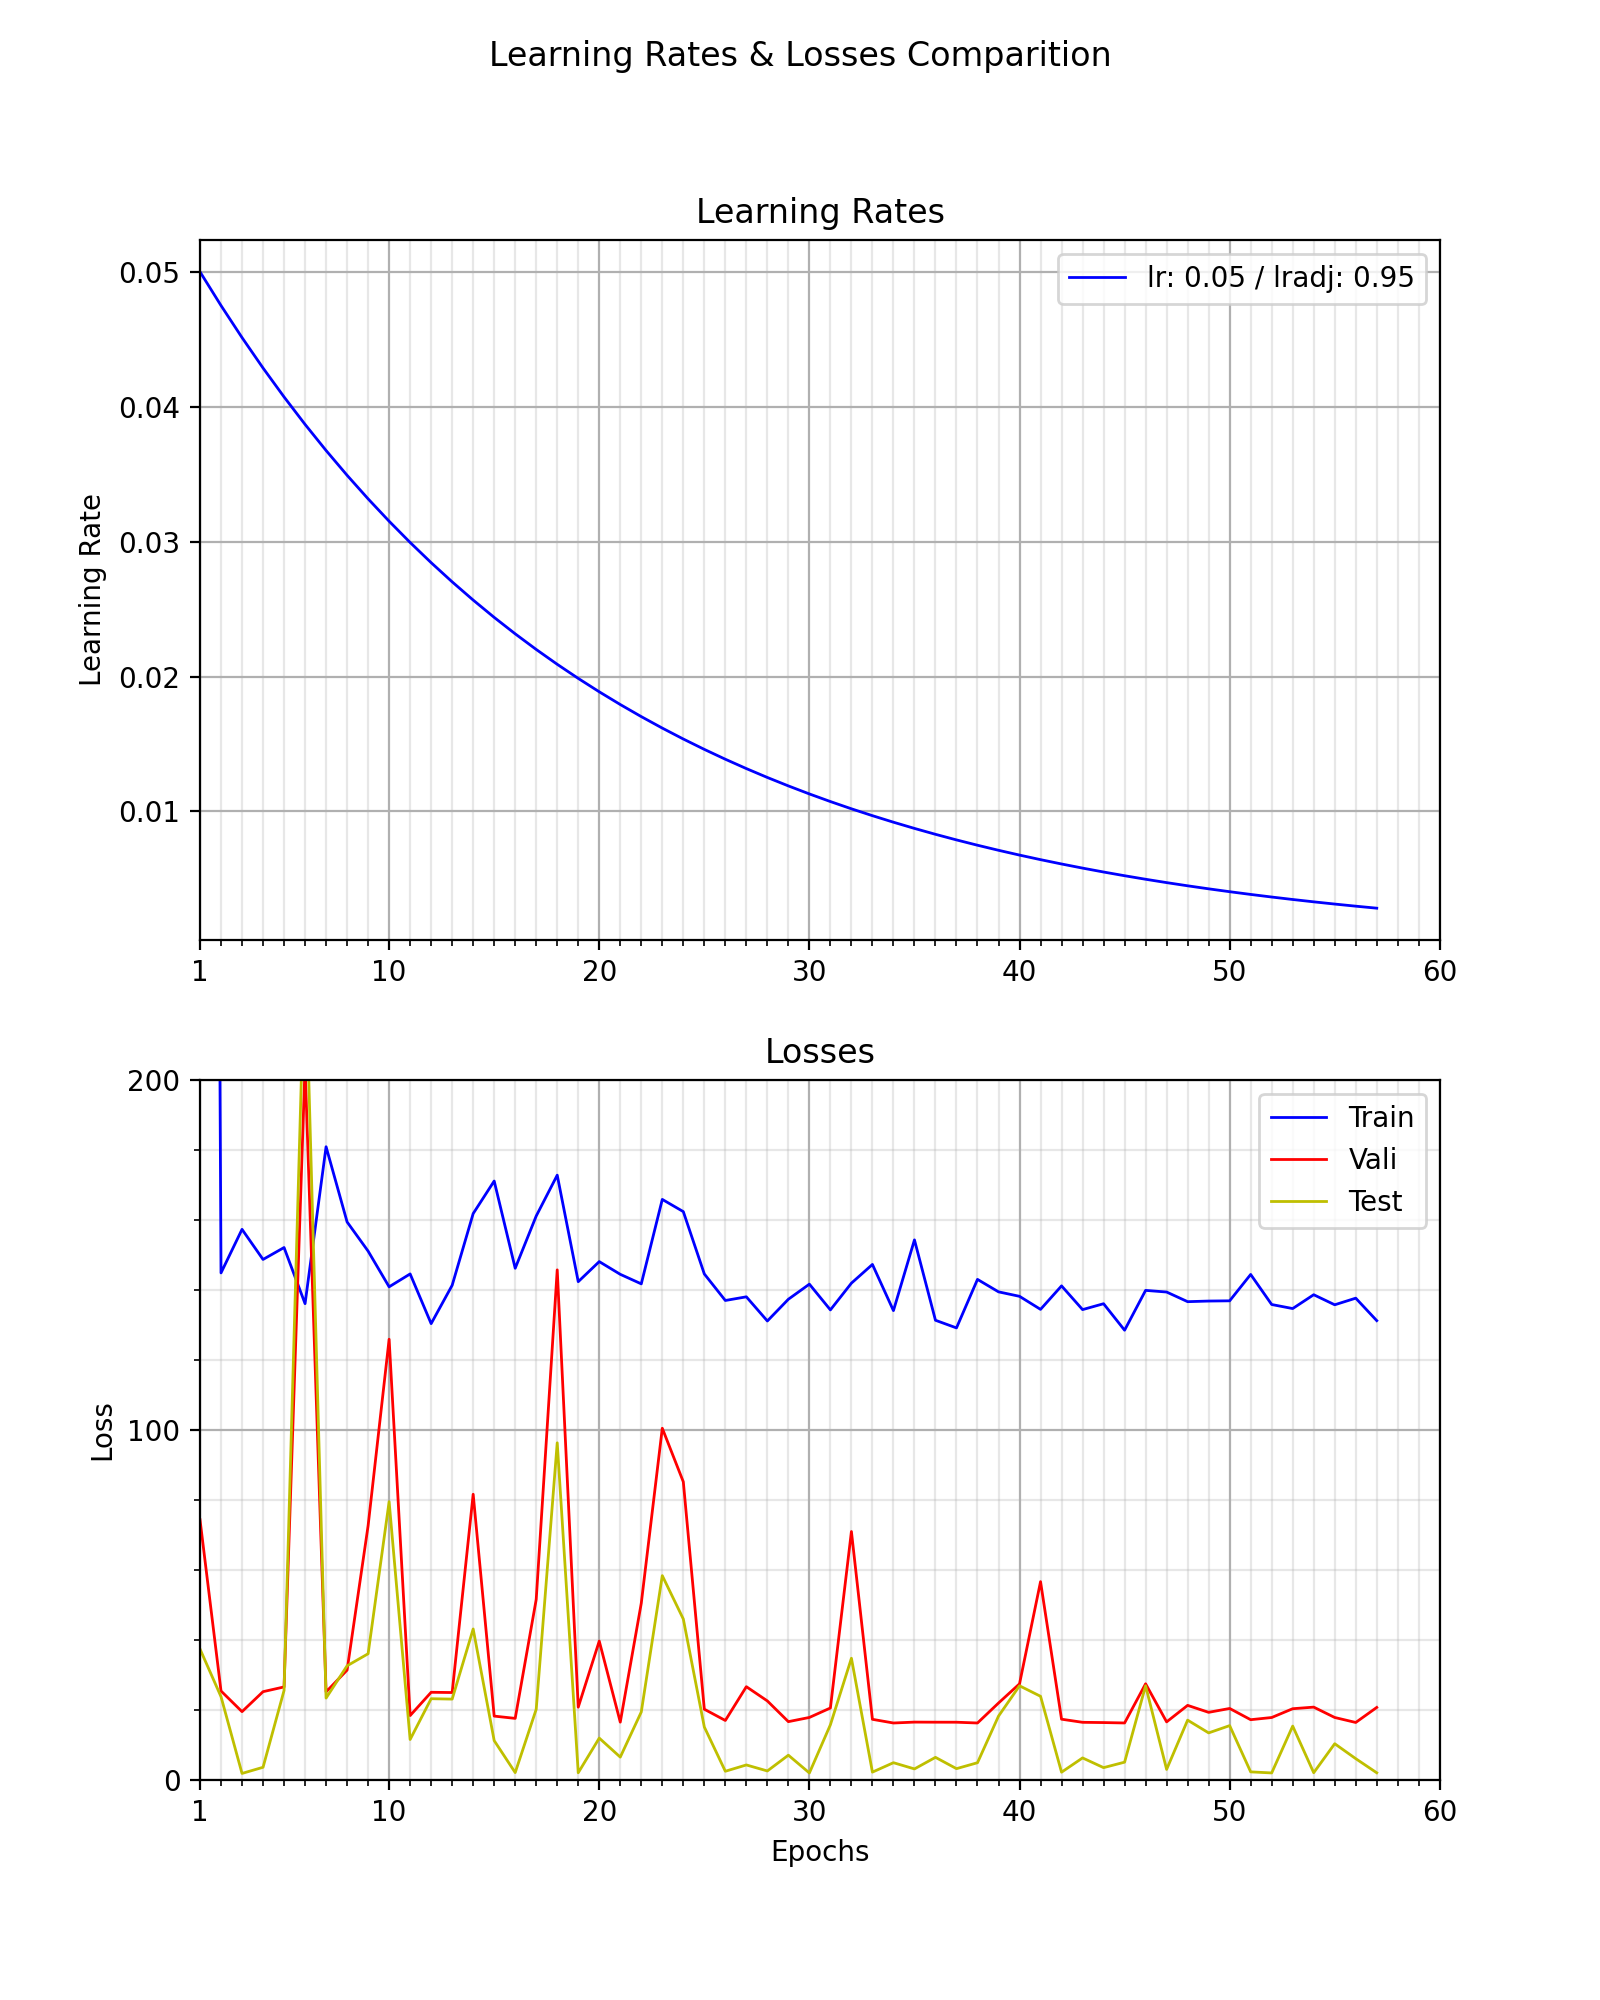 Learning Rates & Losses Comparition
Learning Rates
lr: 0.05 / lradj: 0.95
0.05
0.04
0.03
0.02
0.01
Learning Rate
1 10 20 30 40 50 60
Losses
Train
Vali
Test
200
100
0
Loss
1 10 20 30 40 50 60
Epochs